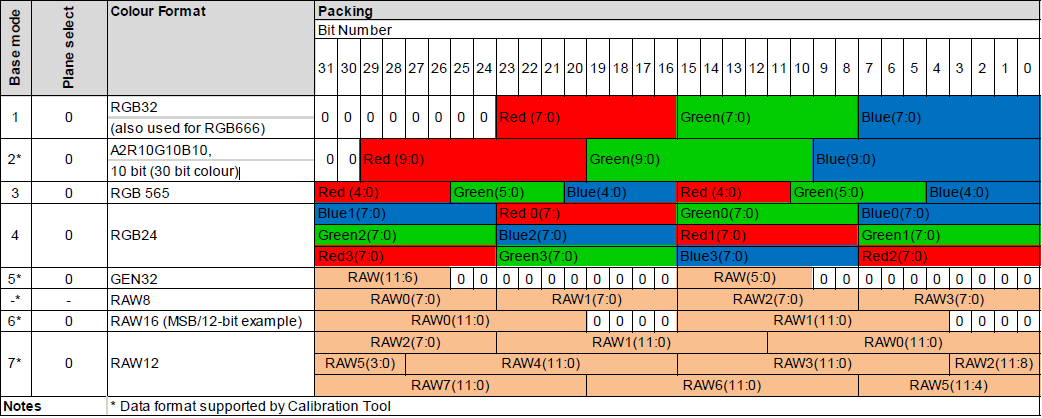 Base mode Plane select Colour Format Packing
Bit Number
31 30 29 28 27 26 25 24 23 22 21 20 19 18 17 16 15 14 13 12 11 10 9 8 7 6 5 4 3 2 1 0
1 0 RGB32 0 0 0 0 0 0 0 0 Red (7:0) Green(7:0) Blue(7:0)
(also used for RGB666)
2* 0 A2R10G10B10, 0 0 Red (9:0) Green(9:0) Blue(9:0)
10 bit (30 bit colour)
3 0 RGB 565 Red (4:0) Green(5:0) Blue(4:0) Red (4:0) Green(5:0) Blue(4:0)
4 0 RGB24 Blue1(7:0) Red 0(7:) Green0(7:0) Blue0(7:0)
Green2(7:0) Blue2(7:0) Red1(7:0) Green1(7:0)
Red3(7:0) Green3(7:0) Blue3(7:0) Red2(7:0)
5* 0 GEN32 RAW(11:6) 0 0 0 0 0 0 0 0 0 0 RAW(5:0) 0 0 0 0 0 0 0 0 0 0
-* - RAW8 RAW0(7:0) RAW1(7:0) RAW2(7:0) RAW3(7:0)
6* 0 RAW16 (MSB/12-bit example) RAW0(11:0) 0 0 0 0 RAW1(11:0) 0 0 0 0
7* 0 RAW12 RAW2(7:0) RAW1(11:0) RAW0(11:0)
RAW5(3:0) RAW4(11:0) RAW3(11:0) RAW2(11:8)
RAW7(11:0) RAW6(11:0) RAW5(11:4)
Notes * Data format supported by Calibration Tool